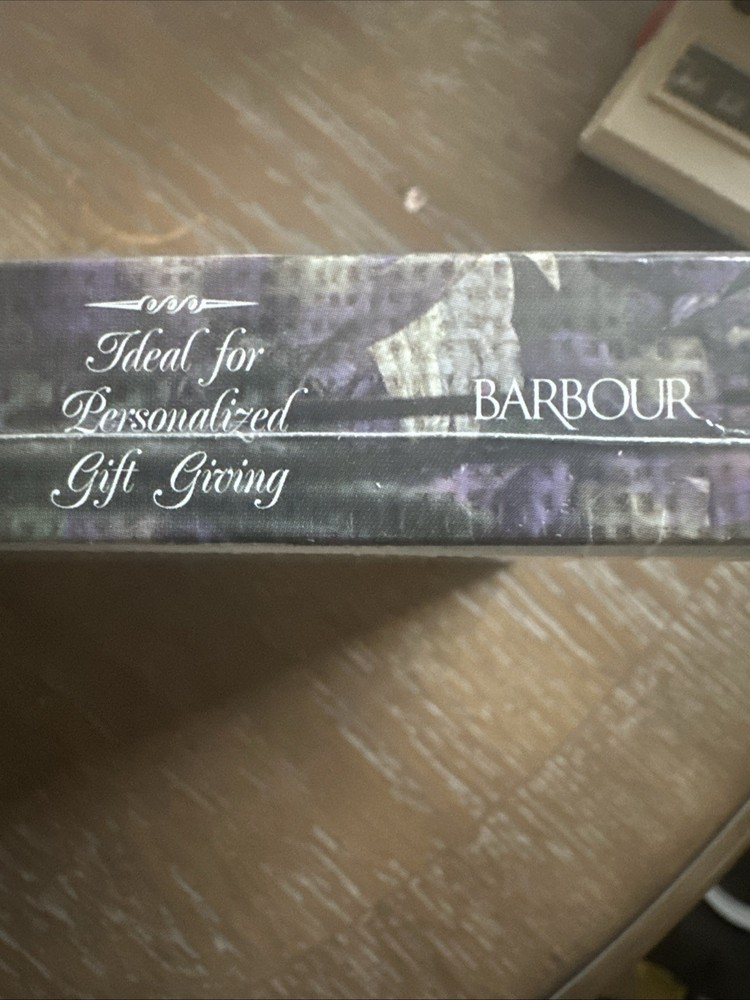 Ideal for
Personalized
Gift Giving
BARBOUR